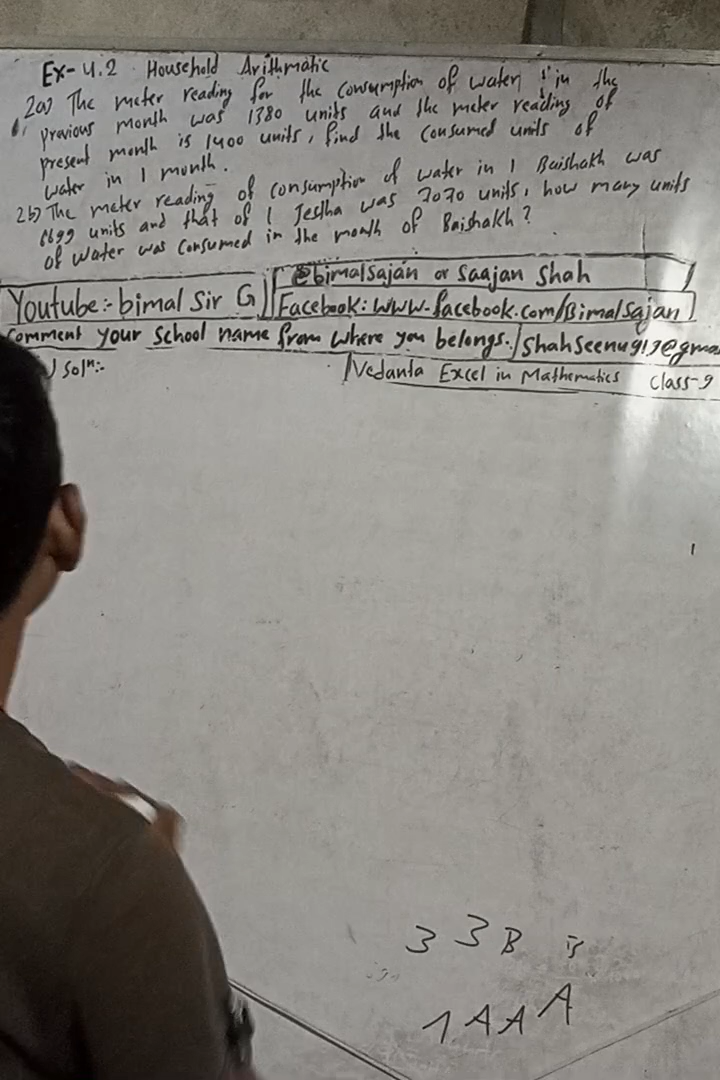 Ex-4.2 Household Arithmatic
2a) The meter reading for the consumption of water in the
previous month was 1380 units and the meter reading of
present month is 1400 units, find the consumed units of
water in 1 month.
2b) The meter reading of consumption of water in 1 Baishakh was
6699 units and that of 1 Jestha was 7070 units, how many units
of water was consumed in the month of Baishakh?
@bimalsajan or Saajan Shah
Youtube:- bimal Sir G
Facebook: www.facebook.com/Bimalsajan
Comment your School name from where you belongs.
Soln:-
Vedanta Excel in Mathematics Class-9
3 3 B
1 A A A